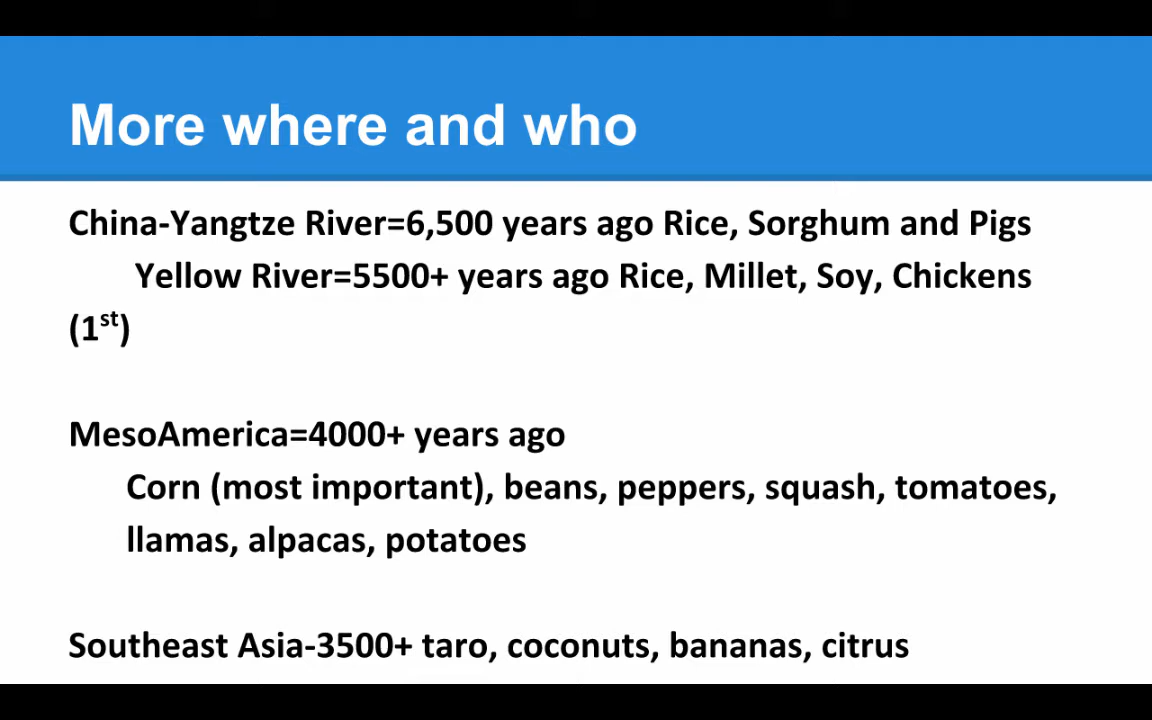 More where and who
China-Yangtze River=6,500 years ago Rice, Sorghum and Pigs
Yellow River=5500+ years ago Rice, Millet, Soy, Chickens
(1st)
MesoAmerica=4000+ years ago
Corn (most important), beans, peppers, squash, tomatoes,
llamas, alpacas, potatoes
Southeast Asia-3500+ taro, coconuts, bananas, citrus